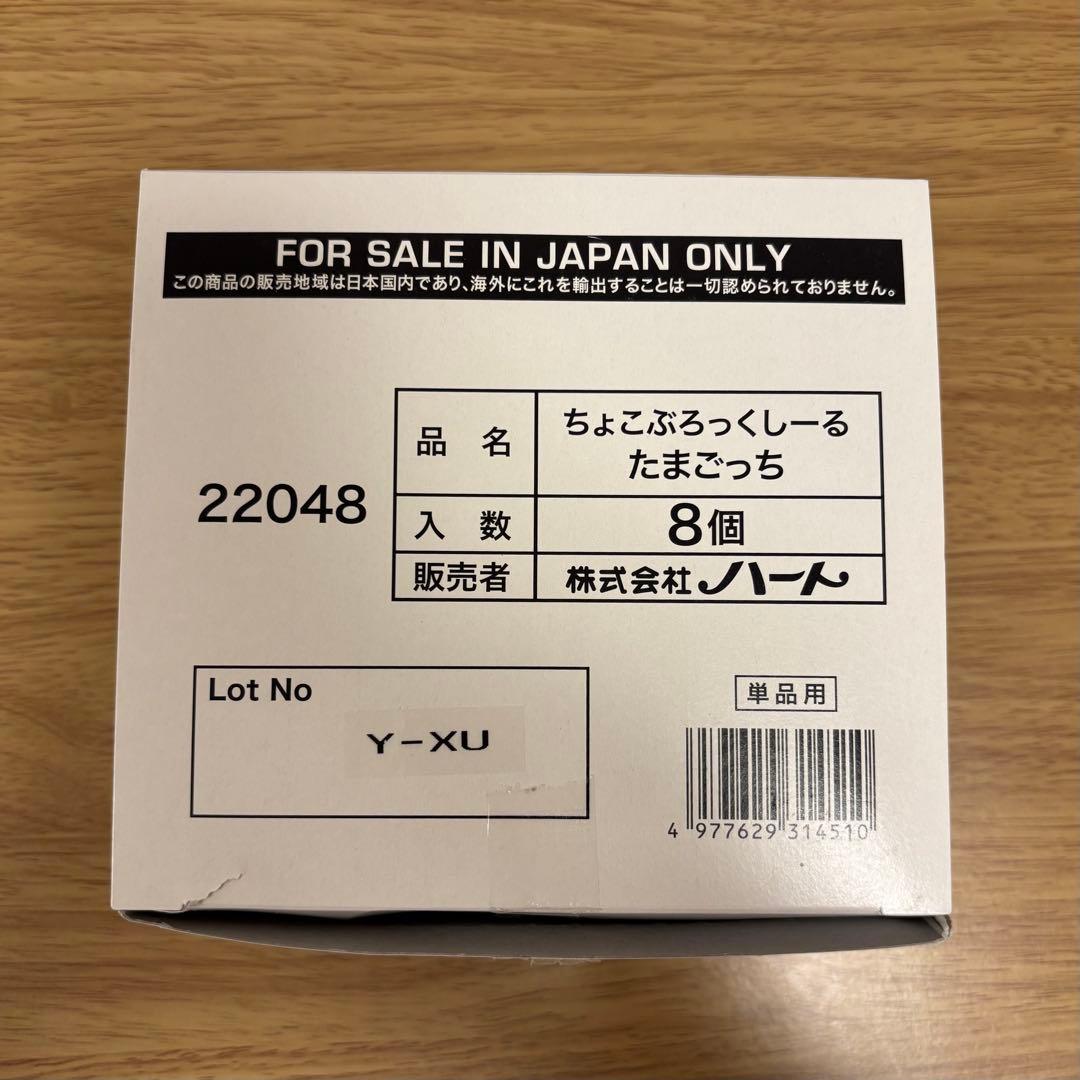 FOR SALE IN JAPAN ONLY
この商品の販売地域は日本国内であり、海外にこれを輸出することは一切認められておりません。
22048
品 名
ちょこぶろっくしーる
たまごっち
入 数
8個
販売者
株式会社ハート
Lot No
Y-XU
単品用
4 977629 314510